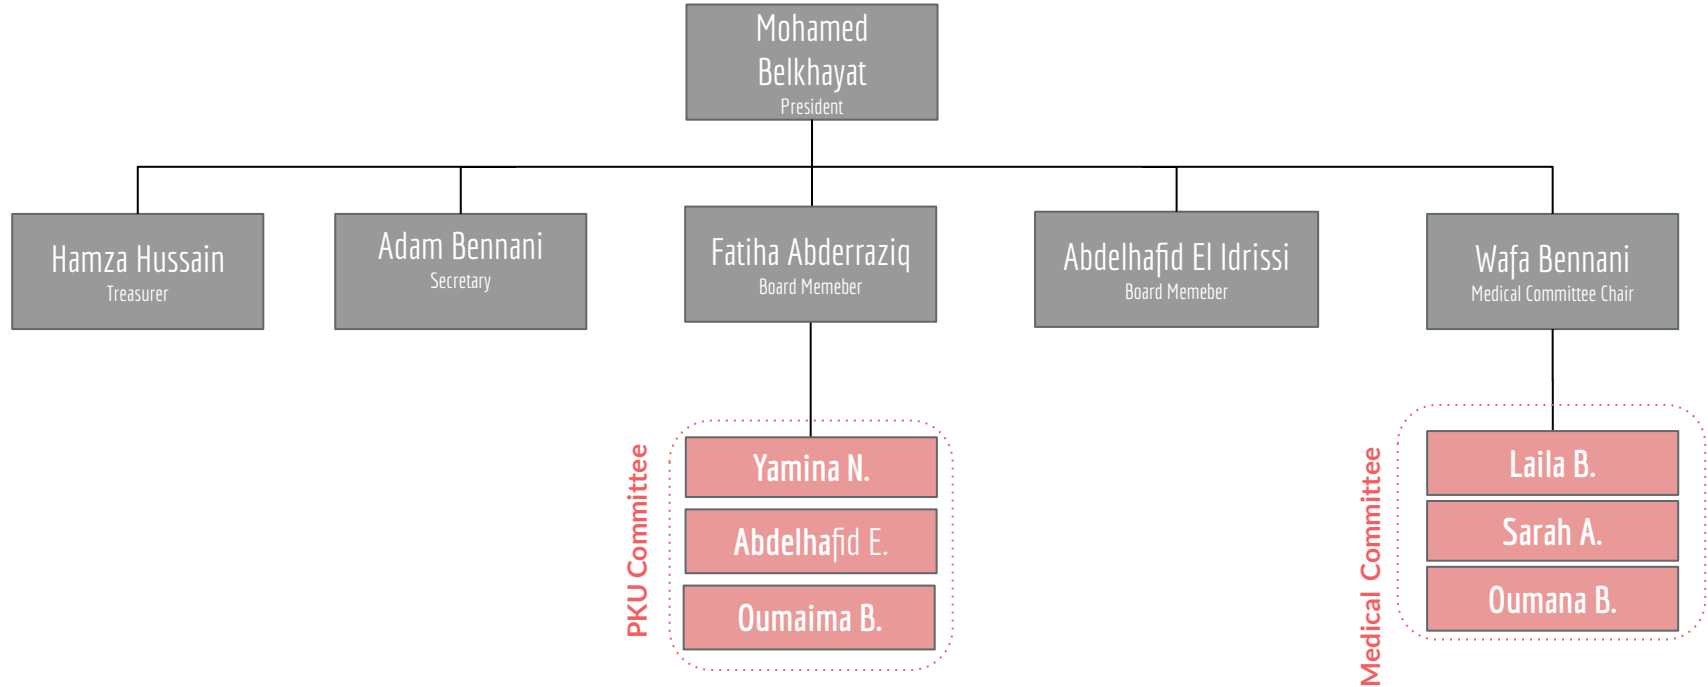 Mohamed
Belkhayat
President
Hamza Hussain
Treasurer
Adam Bennani
Secretary
Fatiha Abderraziq
Board Memeber
Abdelhafid El Idrissi
Board Memeber
Wafa Bennani
Medical Committee Chair
PKU Committee
Yamina N.
Abdelhafid E.
Oumaima B.
Medical Committee
Laila B.
Sarah A.
Oumana B.